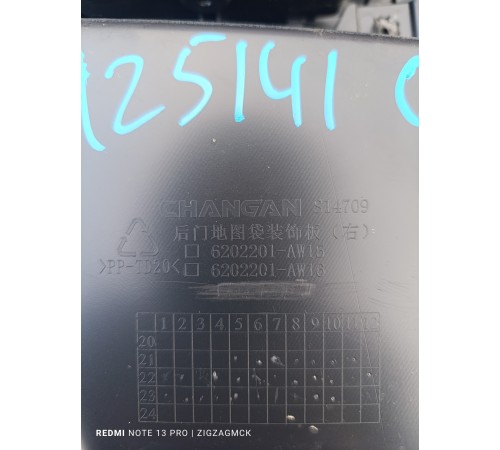 125141
CHANGAN S14709
后门地图袋装饰板（右）
□ 6202201-AW15
>PP-TD20< □ 6202201-AW16
1 2 3 4 5 6 7 8 9 10 11 12
20
21
22
23
24
REDMI NOTE 13 PRO | ZIGZAGMCK